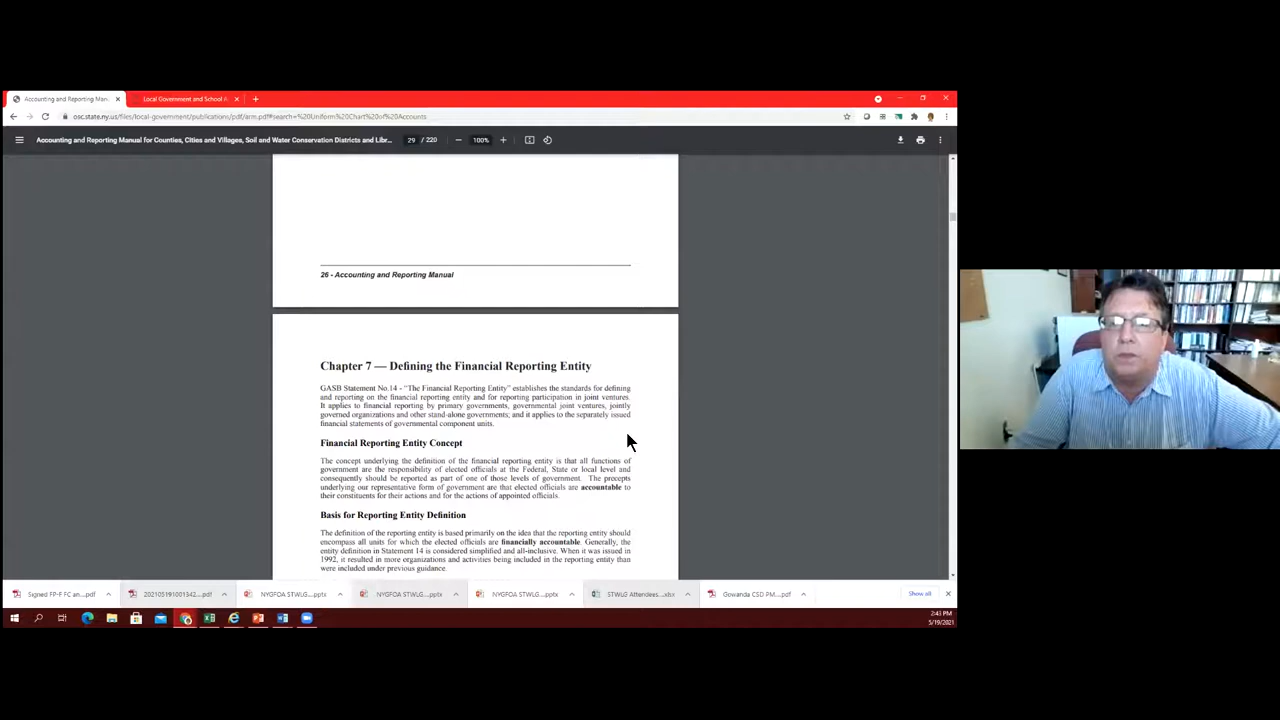 Accounting and Reporting Man
Local Government and School A
osc.state.ny.us/files/local-government/publications/pdf/arm.pdf#search=%20Uniform%20Chart%20of%20Accounts
Accounting and Reporting Manual for Counties, Cities and Villages, Soil and Water Conservation Districts and Libr...
29 / 220
100%
26 - Accounting and Reporting Manual
Chapter 7 — Defining the Financial Reporting Entity
GASB Statement No.14 - "The Financial Reporting Entity" establishes the standards for defining
and reporting on the financial reporting entity and for reporting participation in joint ventures.
It applies to financial reporting by primary governments, governmental joint ventures, jointly
governed organizations and other stand-alone governments; and it applies to the separately issued
financial statements of governmental component units.
Financial Reporting Entity Concept
The concept underlying the definition of the financial reporting entity is that all functions of
government are the responsibility of elected officials at the Federal, State or local level and
consequently should be reported as part of one of those levels of government. The precepts
underlying our representative form of government are that elected officials are accountable to
their constituents for their actions and for the actions of appointed officials.
Basis for Reporting Entity Definition
The definition of the reporting entity is based primarily on the idea that the reporting entity should
encompass all units for which the elected officials are financially accountable. Generally, the
entity definition in Statement 14 is considered simplified and all-inclusive. When it was issued in
1992, it resulted in more organizations and activities being included in the reporting entity than
were included under previous guidance.
Signed FP-F FC an....pdf
202105191001342....pdf
NYGFOA STWLG....pptx
NYGFOA STWLG....pptx
NYGFOA STWLG....pptx
STWLG Attendees....xlsx
Gowanda CSD PM....pdf
Show all
2:43 PM
5/19/2021